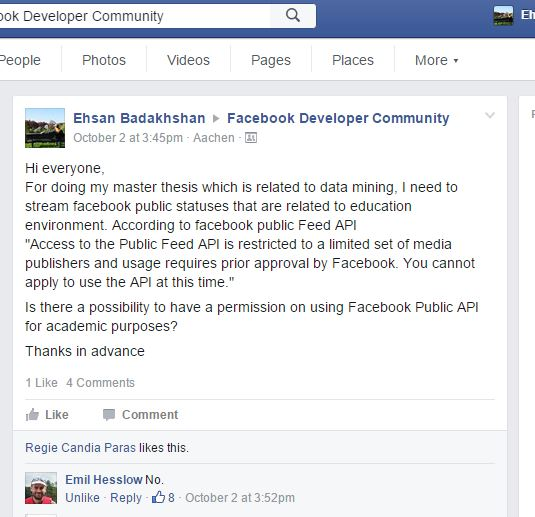 ook Developer Community
Eh
People Photos Videos Pages Places More
Ehsan Badakhshan Facebook Developer Community
October 2 at 3:45pm · Aachen ·
Hi everyone,
For doing my master thesis which is related to data mining, I need to
stream facebook public statuses that are related to education
environment. According to facebook public Feed API
"Access to the Public Feed API is restricted to a limited set of media
publishers and usage requires prior approval by Facebook. You cannot
apply to use the API at this time."
Is there a possibility to have a permission on using Facebook Public API
for academic purposes?
Thanks in advance
1 Like 4 Comments
Like Comment
Regie Candia Paras likes this.
Emil Hesslow No.
Unlike · Reply · 8 · October 2 at 3:52pm